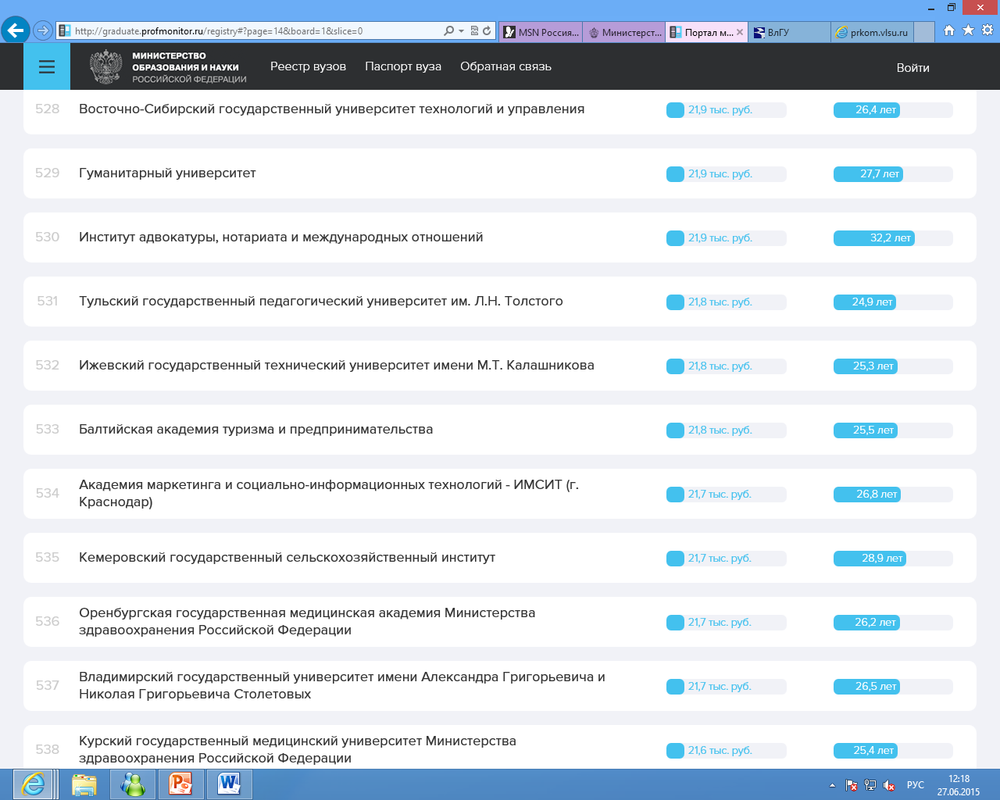 http://graduate.profmonitor.ru/registry#?page=14&board=1&slice=0
MSN Россия...
Министерст...
Портал м...
ВлГУ
prkom.vlsu.ru
МИНИСТЕРСТВО
ОБРАЗОВАНИЯ И НАУКИ
РОССИЙСКОЙ ФЕДЕРАЦИИ
Реестр вузов
Паспорт вуза
Обратная связь
Войти
528 Восточно-Сибирский государственный университет технологий и управления 21,9 тыс. руб. 26,4 лет
529 Гуманитарный университет 21,9 тыс. руб. 27,7 лет
530 Институт адвокатуры, нотариата и международных отношений 21,9 тыс. руб. 32,2 лет
531 Тульский государственный педагогический университет им. Л.Н. Толстого 21,8 тыс. руб. 24,9 лет
532 Ижевский государственный технический университет имени М.Т. Калашникова 21,8 тыс. руб. 25,3 лет
533 Балтийская академия туризма и предпринимательства 21,8 тыс. руб. 25,5 лет
534 Академия маркетинга и социально-информационных технологий - ИМСИТ (г.
Краснодар) 21,7 тыс. руб. 26,8 лет
535 Кемеровский государственный сельскохозяйственный институт 21,7 тыс. руб. 28,9 лет
536 Оренбургская государственная медицинская академия Министерства
здравоохранения Российской Федерации 21,7 тыс. руб. 26,2 лет
537 Владимирский государственный университет имени Александра Григорьевича и
Николая Григорьевича Столетовых 21,7 тыс. руб. 26,5 лет
538 Курский государственный медицинский университет Министерства
здравоохранения Российской Федерации 21,6 тыс. руб. 25,4 лет
РУС
12:18
27.06.2015